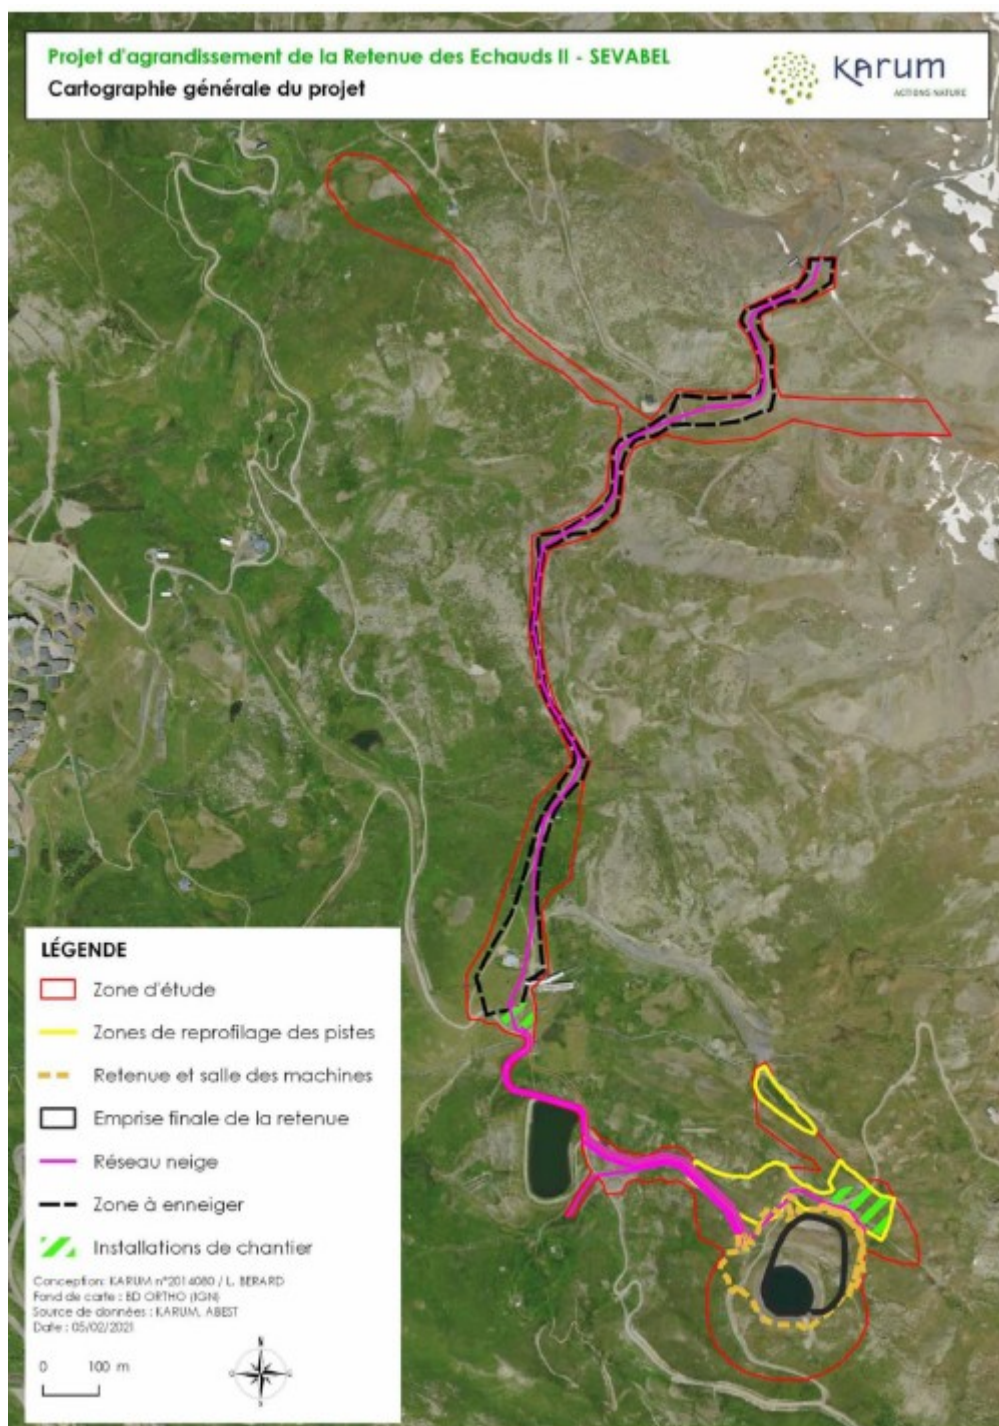 Projet d'agrandissement de la Retenue des Echauds II - SEVABEL
Cartographie générale du projet
KARUM
ACTIONS NATURE
LÉGENDE
Zone d'étude
Zones de reprofilage des pistes
Retenue et salle des machines
Emprise finale de la retenue
Réseau neige
Zone à enneiger
Installations de chantier
Conception: KARUM n°2014080 / L. BERARD
Fond de carte : BD ORTHO (IGN)
Source de données : KARUM, ABEST
Date : 05/02/2021
0 100 m
N
O E
S